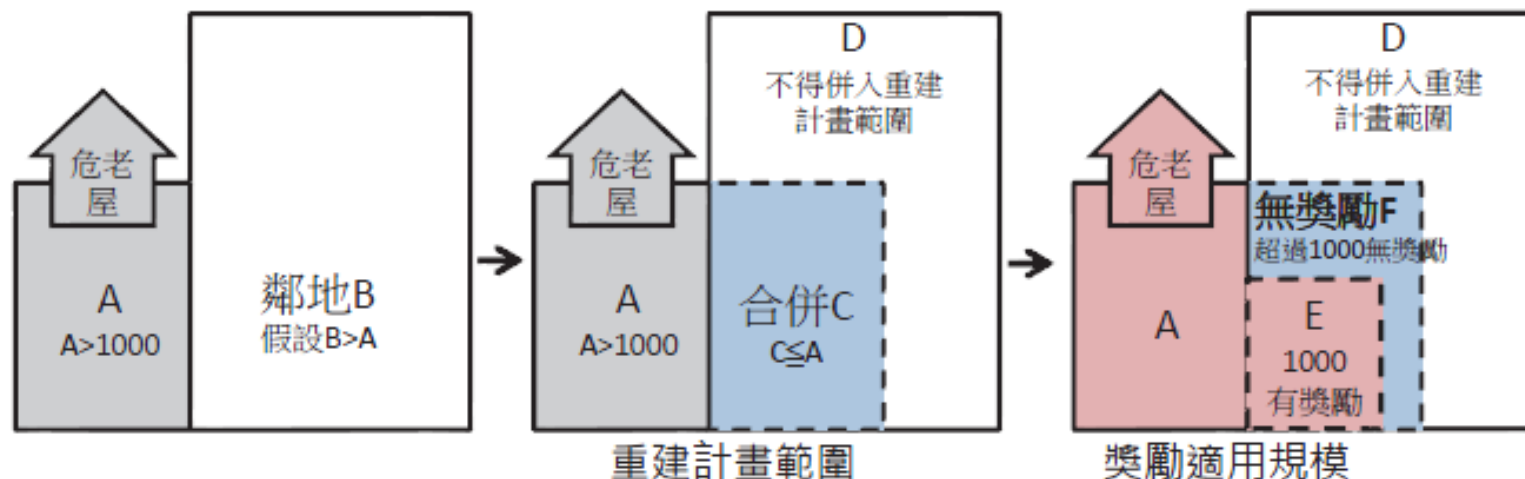 危老
屋
A
A>1000
鄰地B
假設B>A
D
不得併入重建
計畫範圍
危老
屋
A
A>1000
合併C
C≦A
重建計畫範圍
D
不得併入重建
計畫範圍
危老
屋
無獎勵F
超過1000無獎勵
A
E
1000
有獎勵
獎勵適用規模